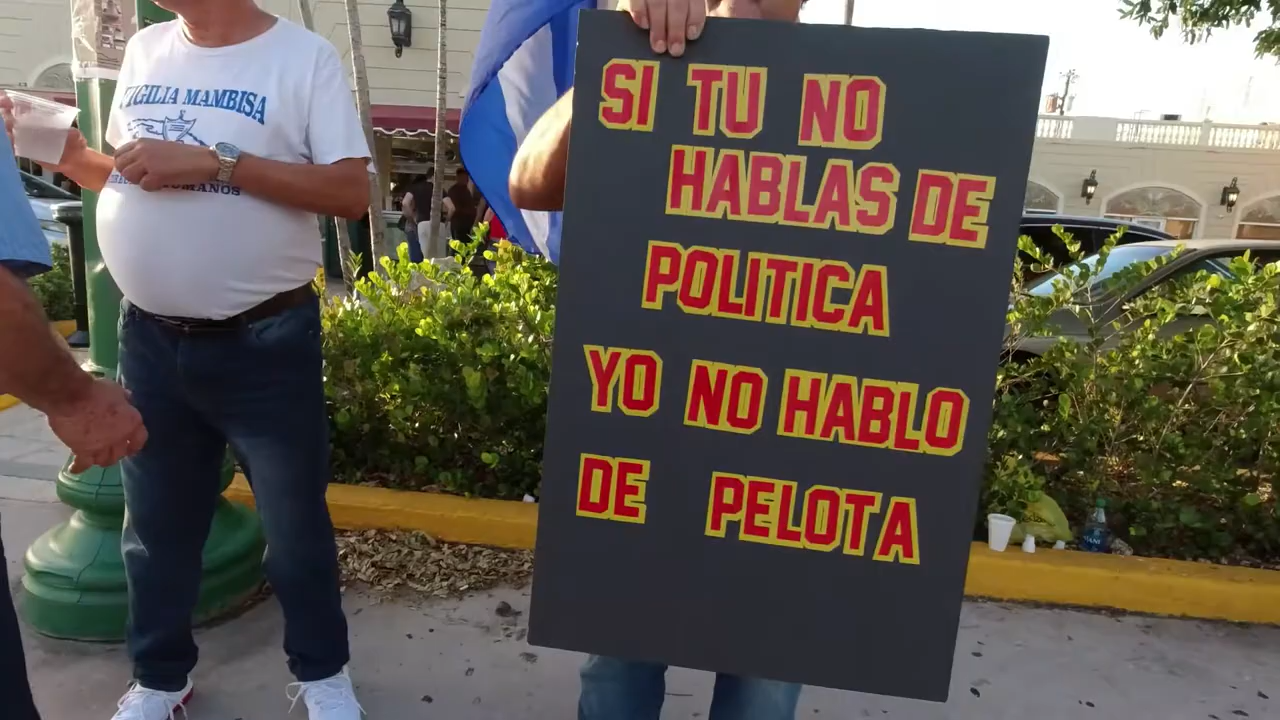 VIGILIA MAMBISA
SI TU NO
HABLAS DE
POLITICA
YO NO HABLO
DE PELOTA